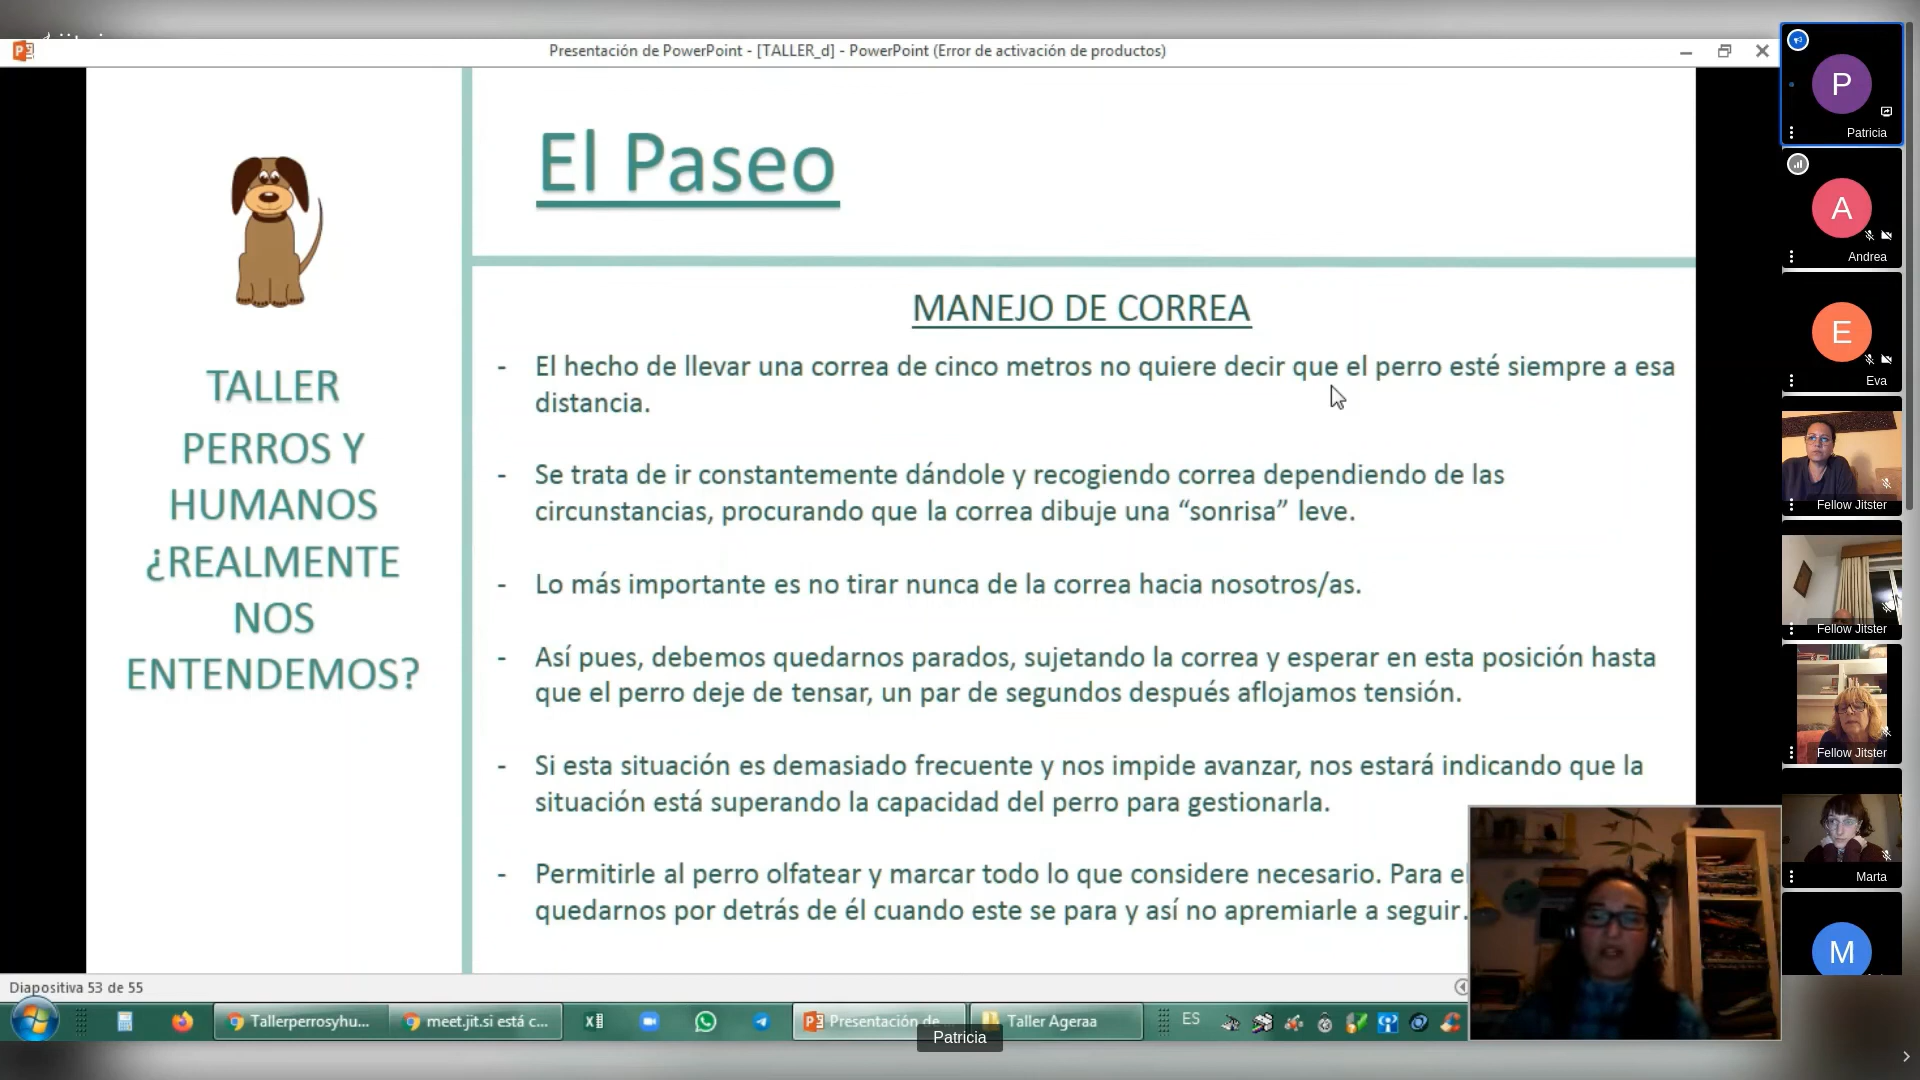 Presentación de PowerPoint - [TALLER_d] - PowerPoint (Error de activación de productos)
El Paseo
TALLER
PERROS Y
HUMANOS
¿REALMENTE
NOS
ENTENDEMOS?
MANEJO DE CORREA
- El hecho de llevar una correa de cinco metros no quiere decir que el perro esté siempre a esa
distancia.
- Se trata de ir constantemente dándole y recogiendo correa dependiendo de las
circunstancias, procurando que la correa dibuje una “sonrisa” leve.
- Lo más importante es no tirar nunca de la correa hacia nosotros/as.
- Así pues, debemos quedarnos parados, sujetando la correa y esperar en esta posición hasta
que el perro deje de tensar, un par de segundos después aflojamos tensión.
- Si esta situación es demasiado frecuente y nos impide avanzar, nos estará indicando que la
situación está superando la capacidad del perro para gestionarla.
- Permitirle al perro olfatear y marcar todo lo que considere necesario. Para el
quedarnos por detrás de él cuando este se para y así no apremiarle a seguir.
P
Patricia
A
Andrea
E
Eva
Fellow Jitster
Fellow Jitster
Fellow Jitster
Marta
M
Diapositiva 53 de 55
Tallerperrosyhu...
meet.jit.si está c...
Presentación de
Taller Ageraa
ES
Patricia